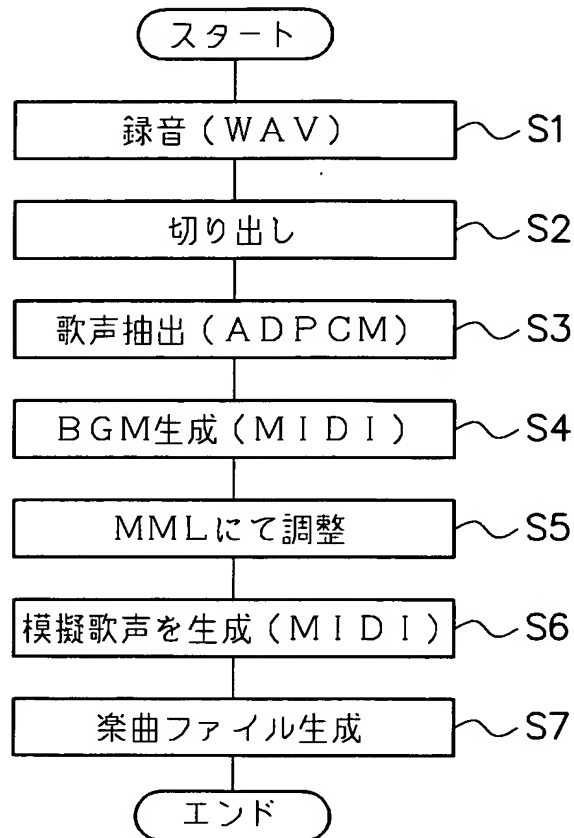 スタート
録音(WAV) S1
切り出し S2
歌声抽出(ADPCM) S3
BGM生成(MIDI) S4
MMLにて調整 S5
模擬歌声を生成(MIDI) S6
楽曲ファイル生成 S7
エンド